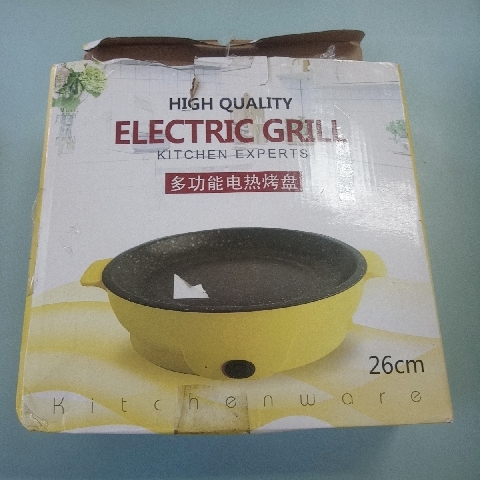 HIGH QUALITY
ELECTRIC GRILL
KITCHEN EXPERTS
多功能电热烤盘
26cm
Kitchenware